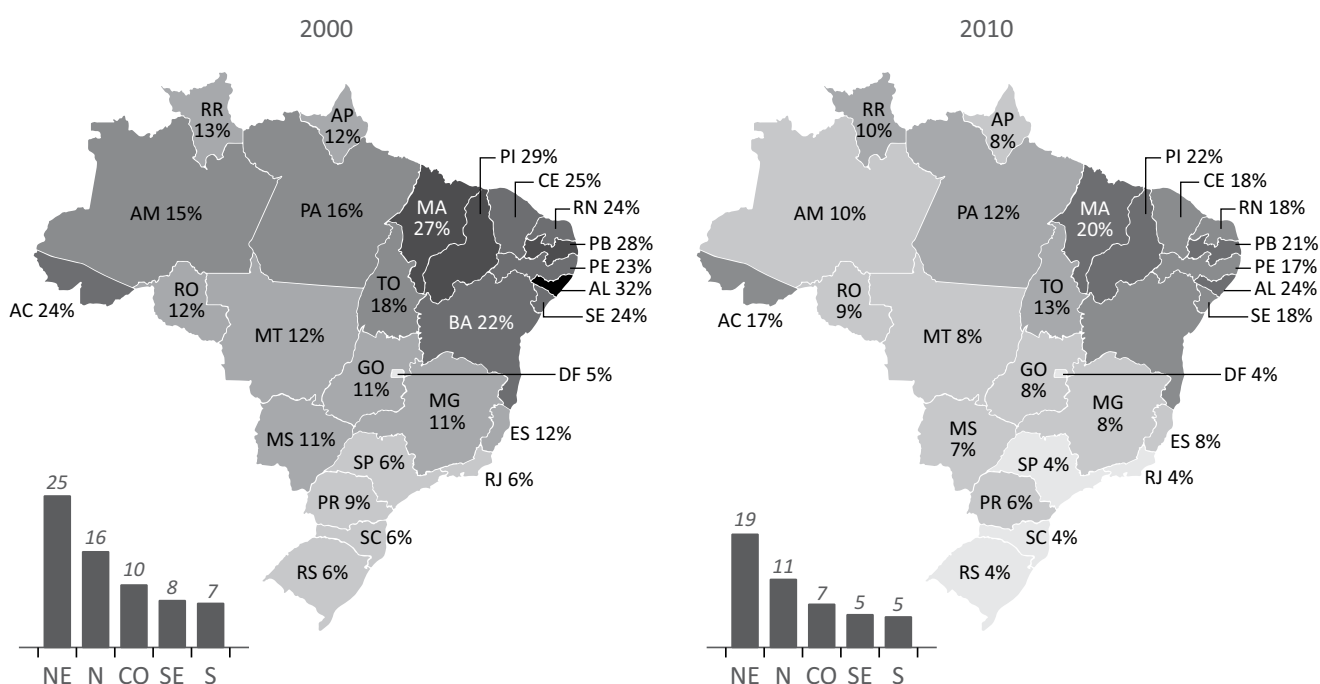 2000
RR
13%
AP
12%
PI 29%
CE 25%
AM 15%
PA 16%
MA
27%
RN 24%
PB 28%
PE 23%
AL 32%
SE 24%
AC 24%
RO
12%
TO
18%
BA 22%
MT 12%
GO
11%
DF 5%
MG
11%
MS 11%
ES 12%
SP 6%
RJ 6%
PR 9%
SC 6%
RS 6%
25
16
10
8
7
NE N CO SE S
2010
RR
10%
AP
8%
PI 22%
CE 18%
AM 10%
PA 12%
MA
20%
RN 18%
PB 21%
PE 17%
AL 24%
SE 18%
AC 17%
RO
9%
TO
13%
MT 8%
GO
8%
DF 4%
MG
8%
MS
7%
ES 8%
SP 4%
RJ 4%
PR 6%
SC 4%
RS 4%
19
11
7
5
5
NE N CO SE S